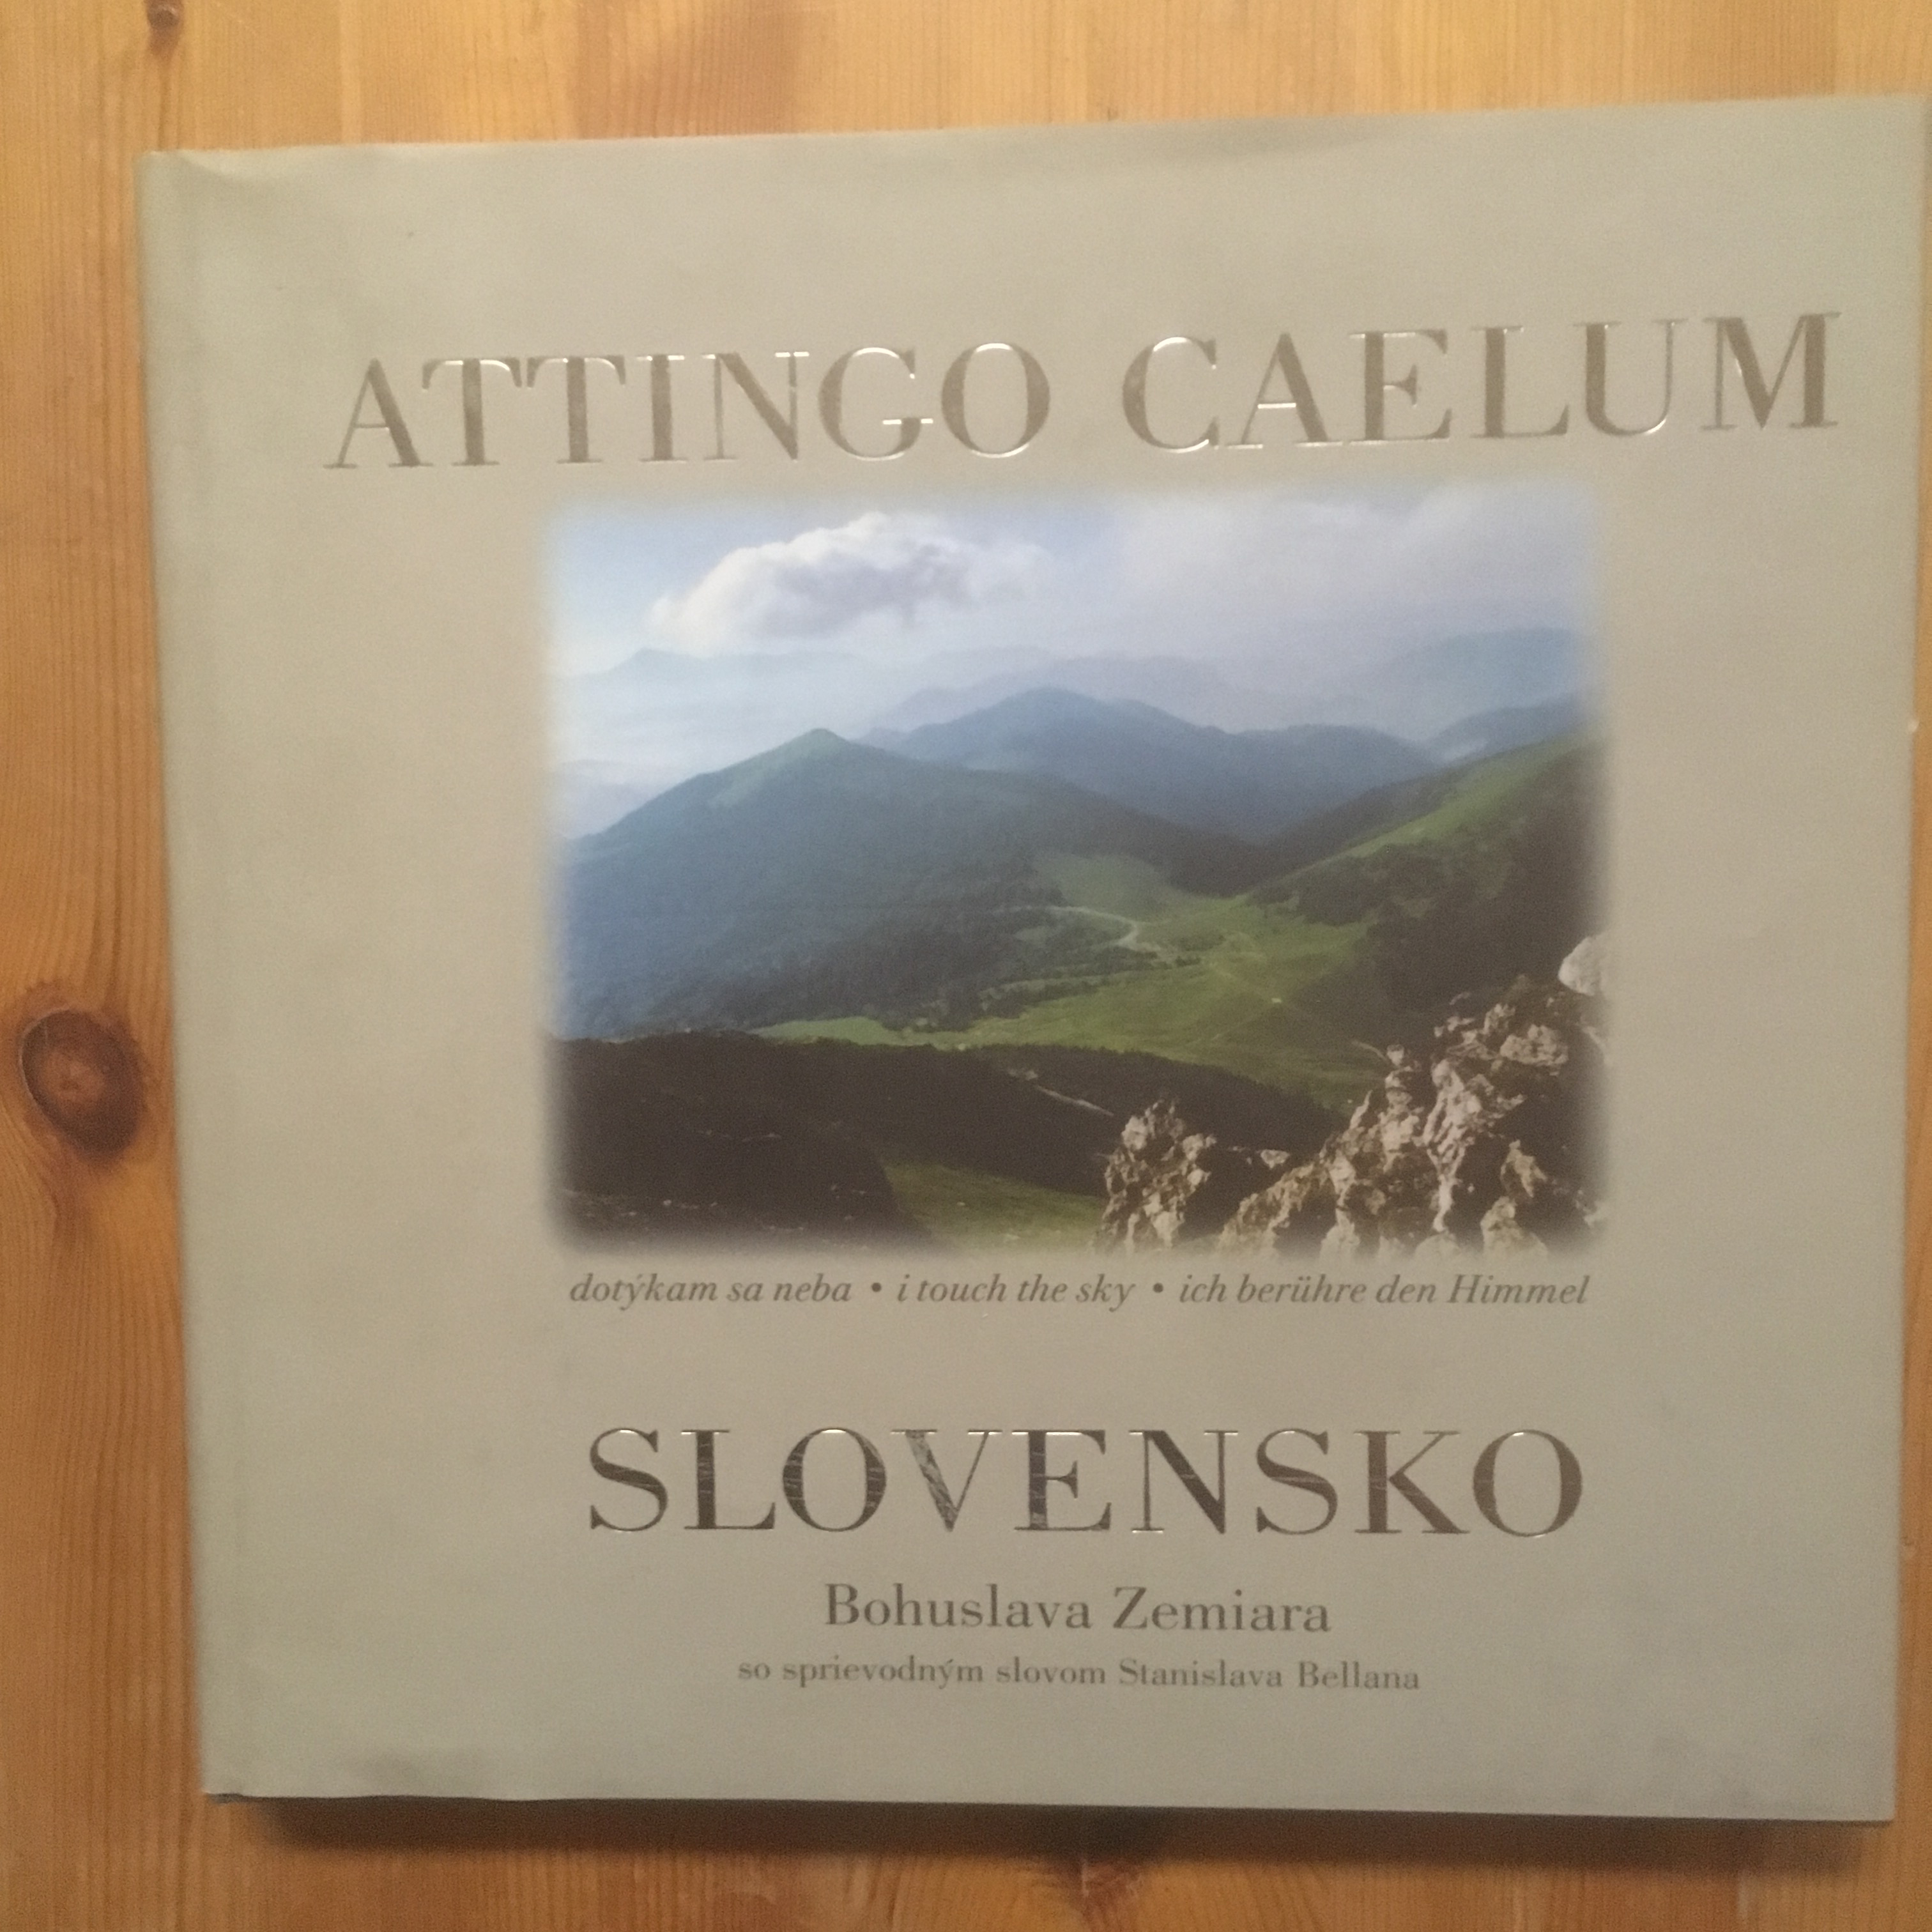 ATTINGO CAELUM
dotýkam sa neba • i touch the sky • ich berühre den Himmel
SLOVENSKO
Bohuslava Zemiara
so sprievodným slovom Stanislava Bellana